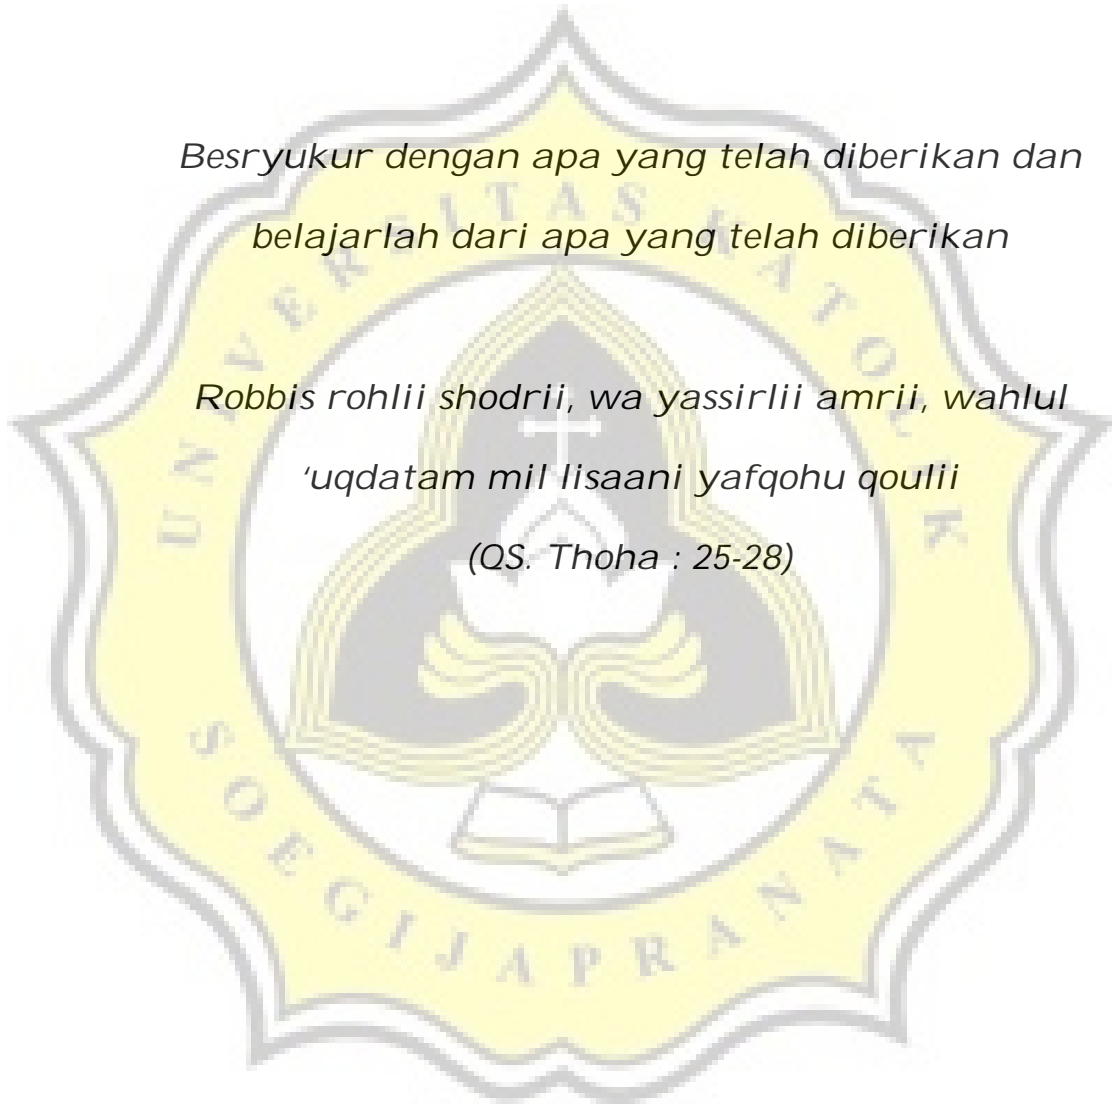 Besryukur dengan apa yang telah diberikan dan
belajarlah dari apa yang telah diberikan
Robbis rohlii shodrii, wa yassirlii amrii, wahlul
‘uqdatam mil lisaani yafqohu qoulii
(QS. Thoha : 25-28)
UNIVERSITAS KATOLIK
SOEGIJAPRANATA